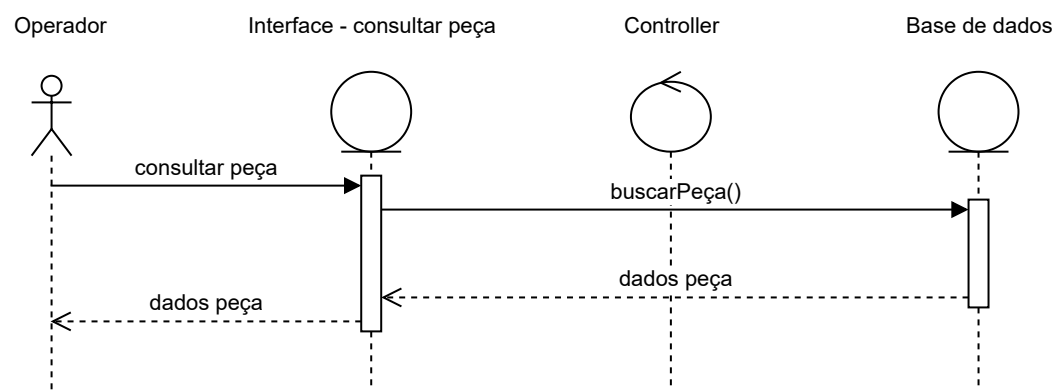 Operador
Interface - consultar peça
Controller
Base de dados
consultar peça
buscarPeça()
dados peça
dados peça